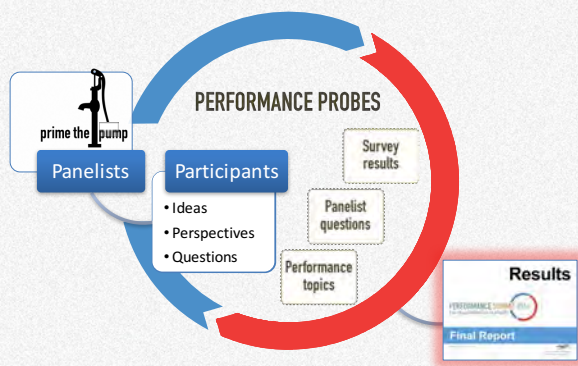 PERFORMANCE PROBES
prime the pump
Panelists
Participants
• Ideas
• Perspectives
• Questions
Survey
results
Panelist
questions
Performance
topics
Results
PERFORMANCE SUMMIT
Final Report